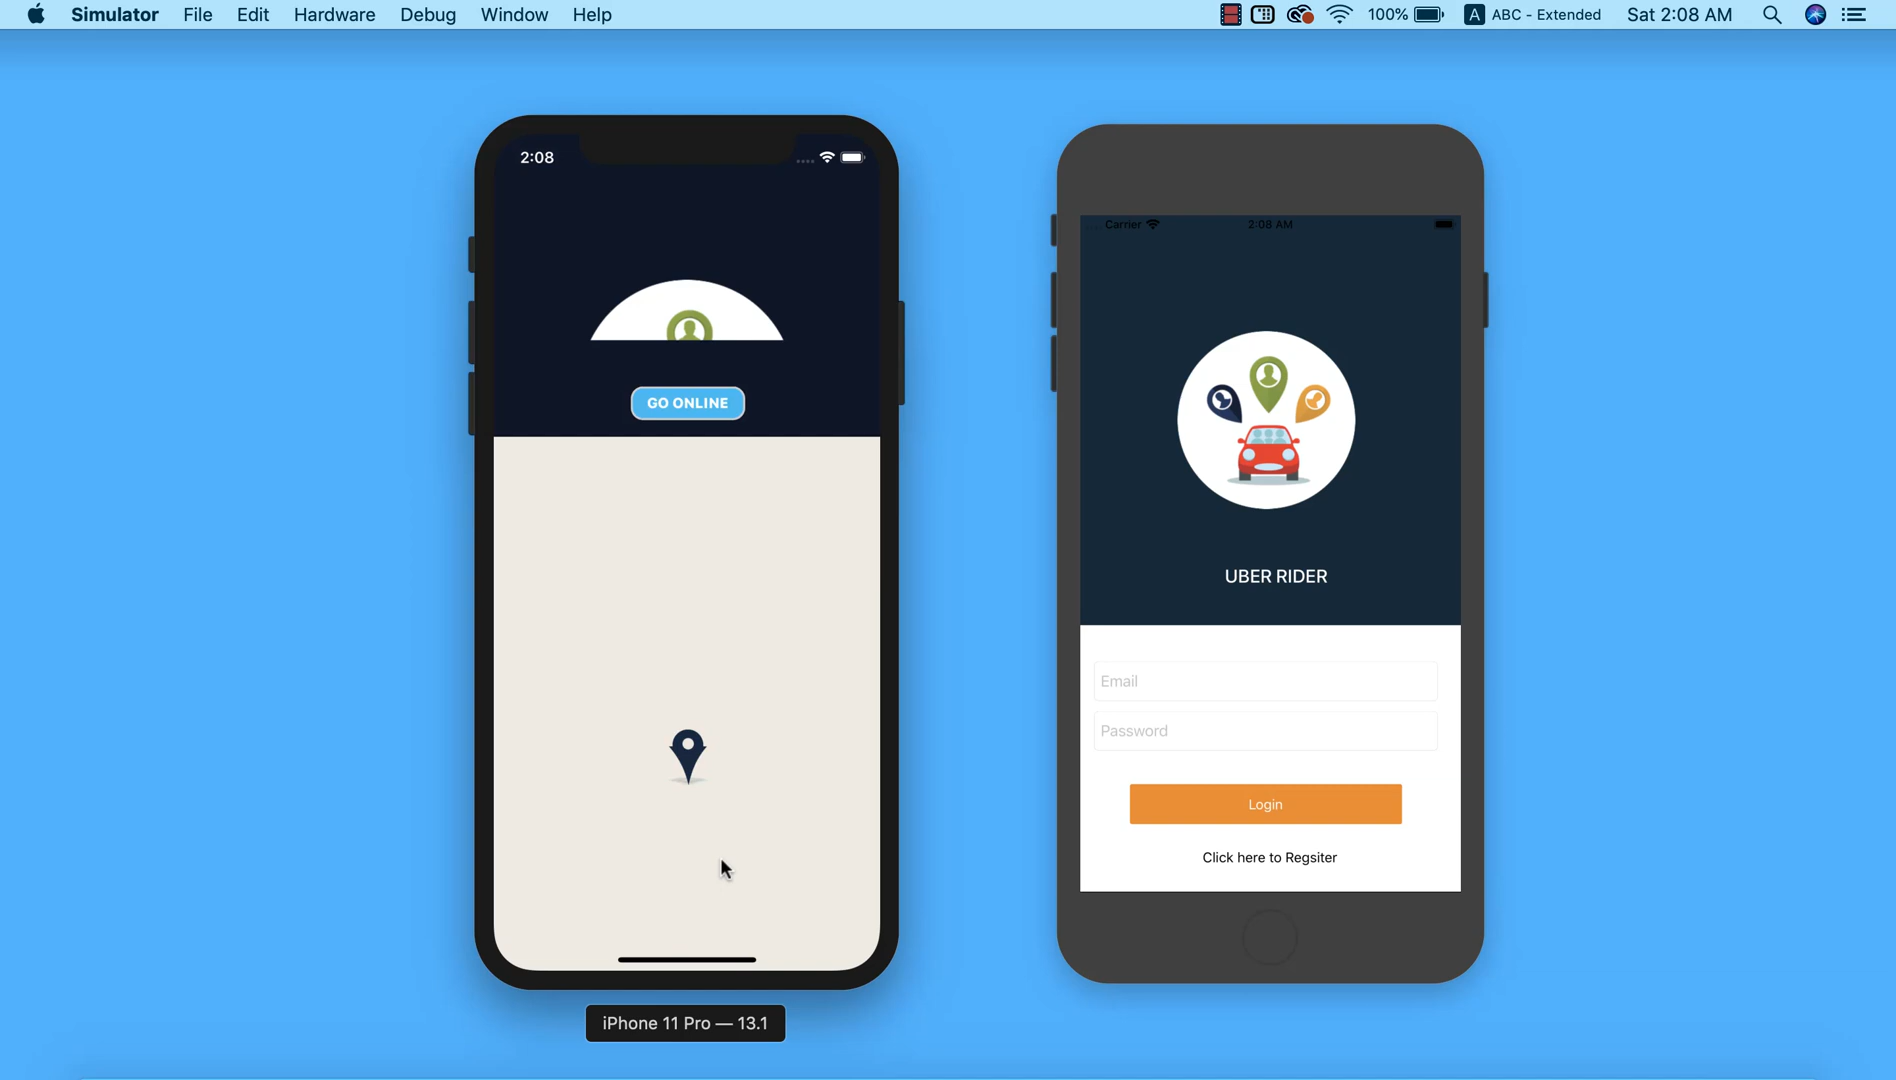 Simulator File Edit Hardware Debug Window Help
100% A ABC - Extended Sat 2:08 AM
2:08
GO ONLINE
iPhone 11 Pro — 13.1
Carrier 2:08 AM
UBER RIDER
Email
Password
Login
Click here to Regsiter